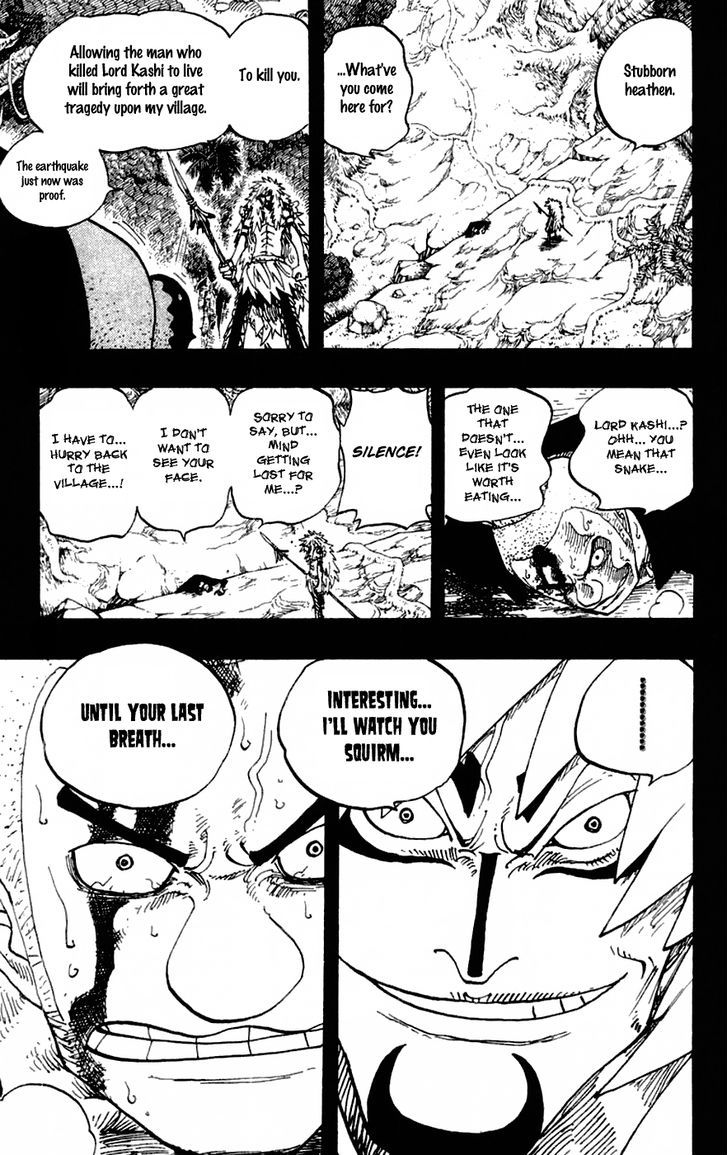 Stubborn
heathen.
...What've
you come
here for?
To kill you.
Allowing the man who
killed Lord Kashi to live
will bring forth a great
tragedy upon my village.
The earthquake
just now was
proof.
LORD KASHI...?
OHH... YOU
MEAN THAT
SNAKE...
THE ONE
THAT
DOESN'T...
EVEN LOOK
LIKE IT'S
WORTH
EATING...
SILENCE!
SORRY TO
SAY, BUT...
MIND
GETTING
LOST FOR
ME...?
I DON'T
WANT TO
SEE YOUR
FACE.
I HAVE TO...
HURRY BACK
TO THE
VILLAGE...!
..........
INTERESTING...
I'LL WATCH YOU
SQUIRM...
UNTIL YOUR LAST
BREATH...